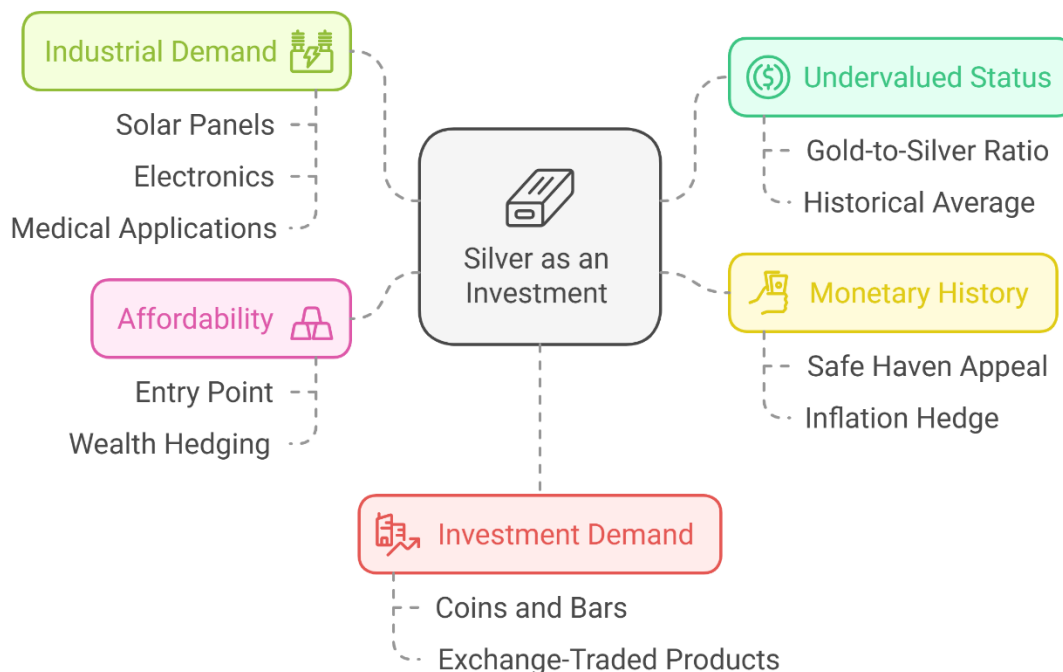 Industrial Demand
Solar Panels
Electronics
Medical Applications
Affordability
Entry Point
Wealth Hedging
Silver as an
Investment
Undervalued Status
Gold-to-Silver Ratio
Historical Average
Monetary History
Safe Haven Appeal
Inflation Hedge
Investment Demand
Coins and Bars
Exchange-Traded Products